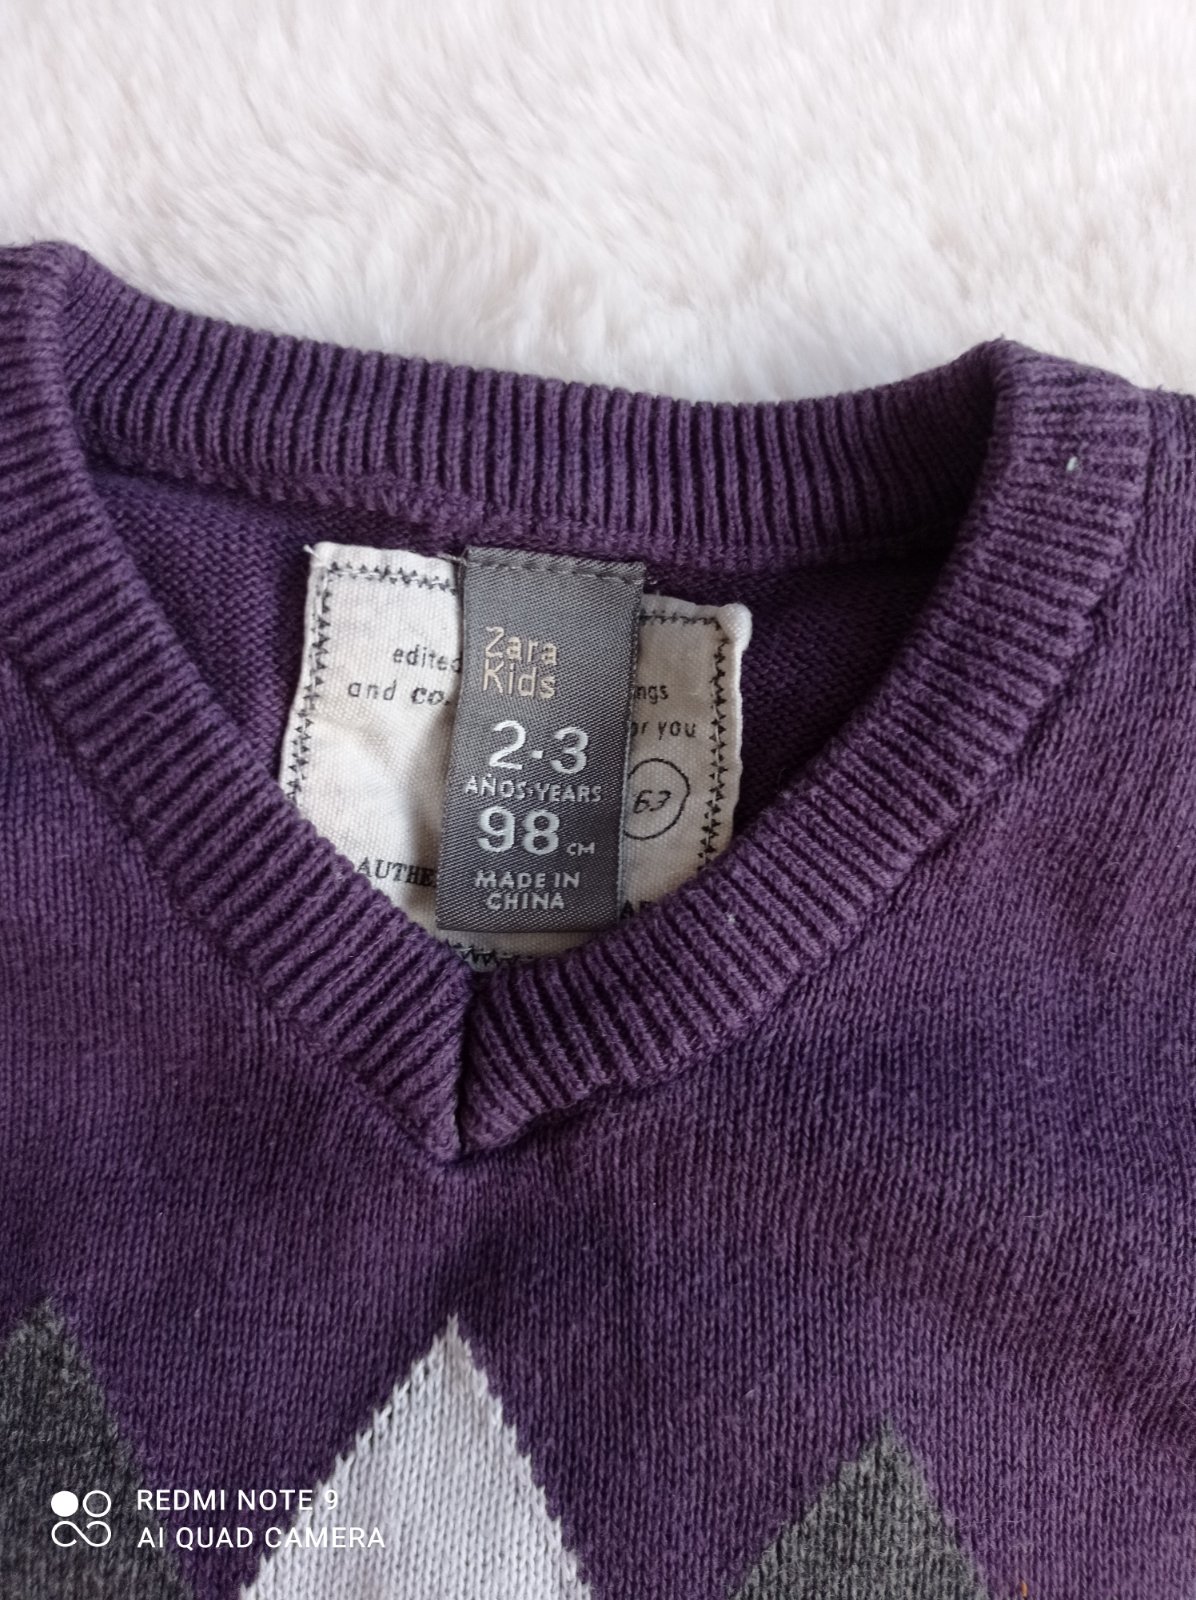 Zara
Kids
2-3
AÑOS·YEARS
98 CM
MADE IN
CHINA
edited
and co.
ngs
or you
63
AUTHE
REDMI NOTE 9
AI QUAD CAMERA